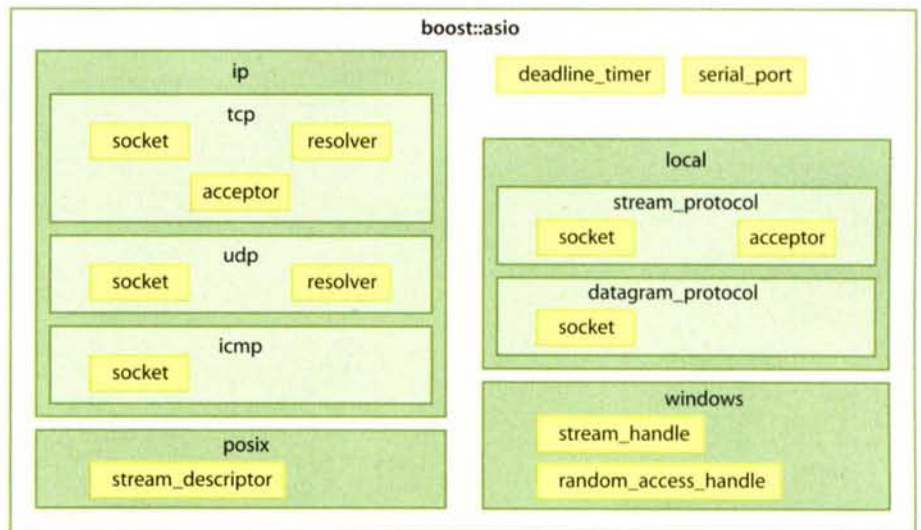 boost::asio
ip
tcp
socket
resolver
acceptor
udp
socket
resolver
icmp
socket
posix
stream_descriptor
deadline_timer
serial_port
local
stream_protocol
socket
acceptor
datagram_protocol
socket
windows
stream_handle
random_access_handle